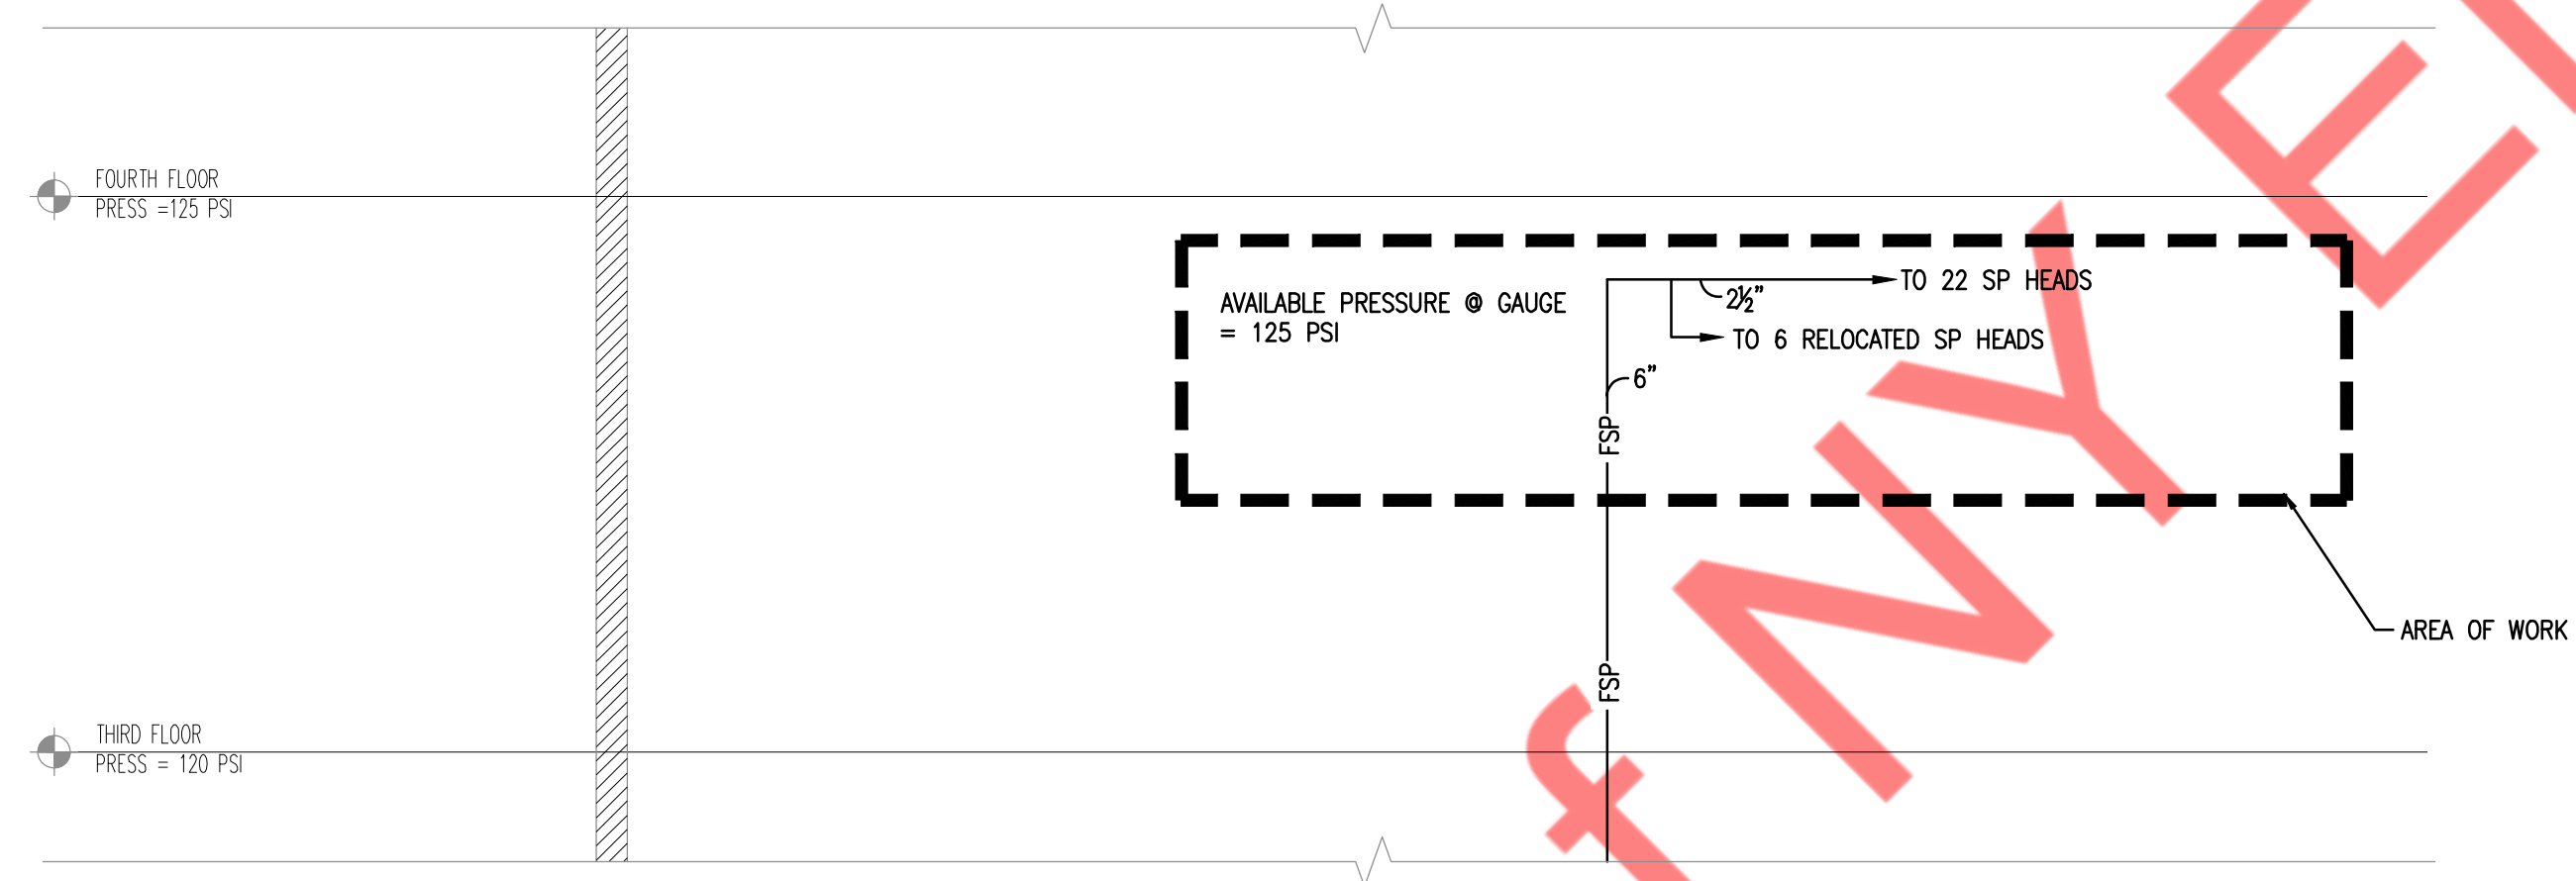 FOURTH FLOOR
PRESS =125 PSI
AVAILABLE PRESSURE @ GAUGE
= 125 PSI
TO 22 SP HEADS
2½"
TO 6 RELOCATED SP HEADS
6"
FSP
FSP
AREA OF WORK
THIRD FLOOR
PRESS = 120 PSI
f NYE